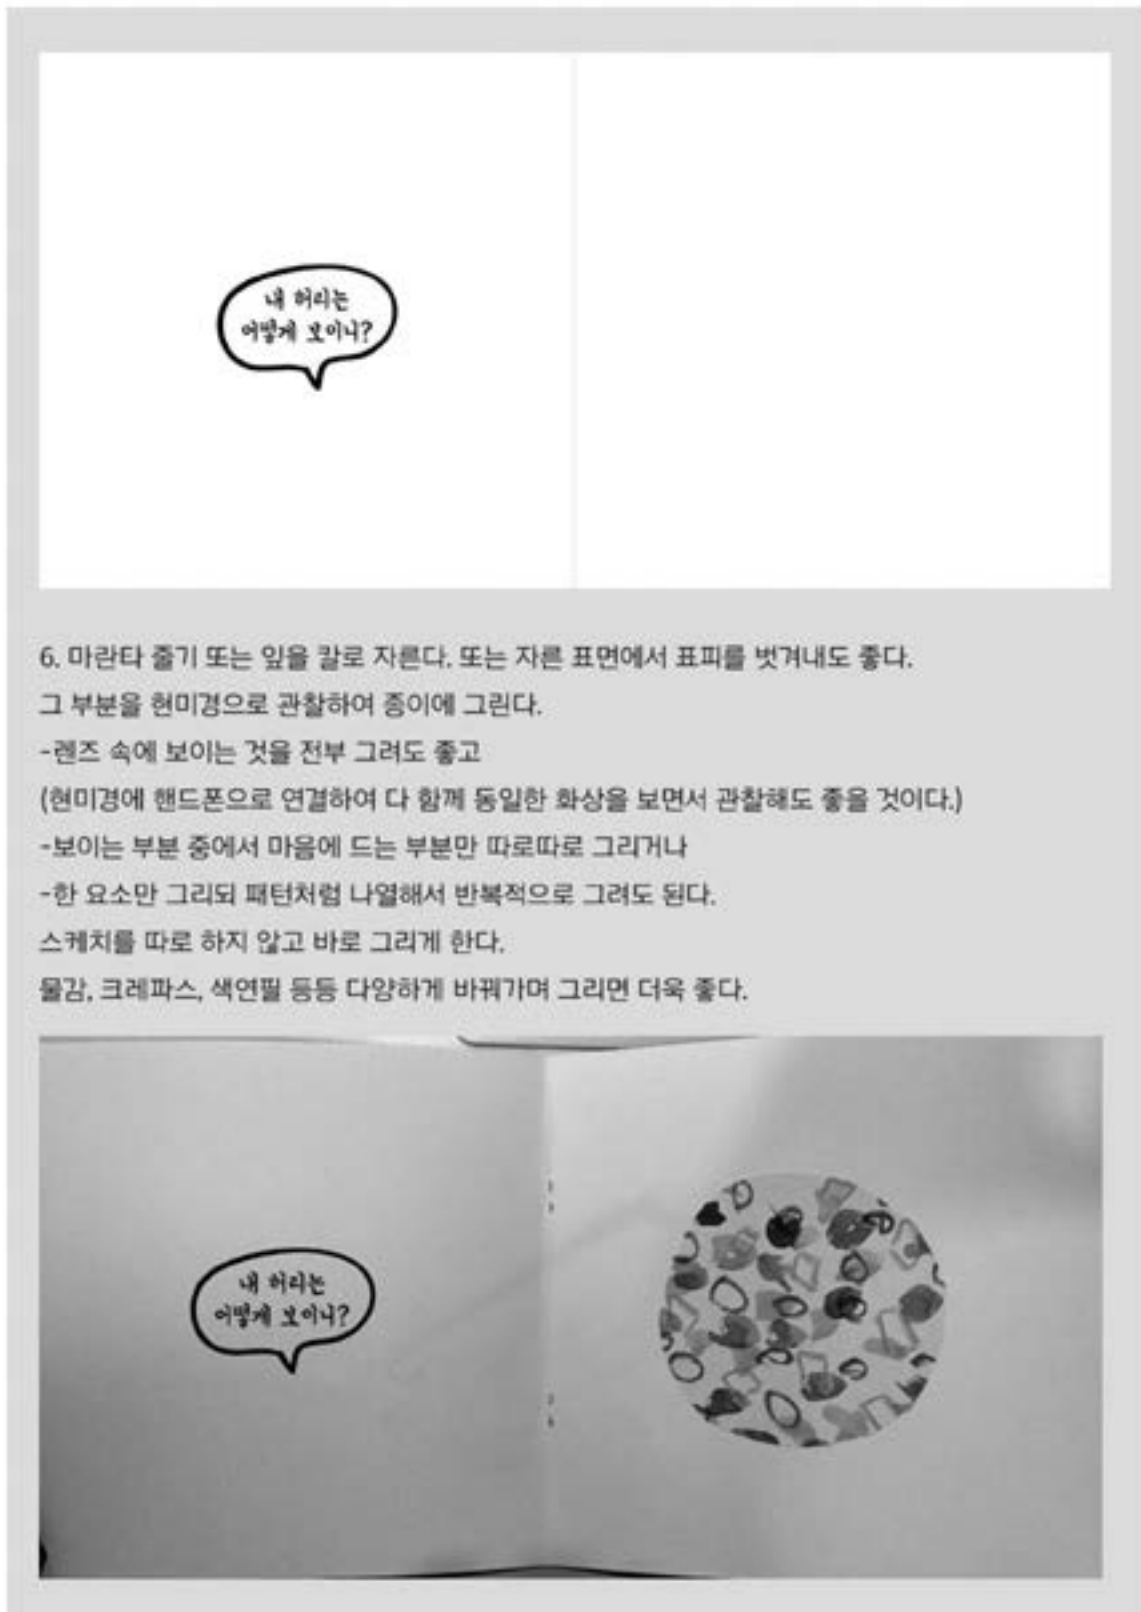 내 허리는
어떻게 보이니?
6. 마란타 줄기 또는 잎을 칼로 자른다. 또는 자른 표면에서 표피를 벗겨내도 좋다.
그 부분을 현미경으로 관찰하여 종이에 그린다.
-렌즈 속에 보이는 것을 전부 그려도 좋고
(현미경에 핸드폰으로 연결하여 다 함께 동일한 화상을 보면서 관찰해도 좋을 것이다.)
-보이는 부분 중에서 마음에 드는 부분만 따로따로 그리거나
-한 요소만 그리되 패턴처럼 나열해서 반복적으로 그려도 된다.
스케치를 따로 하지 않고 바로 그리게 한다.
물감, 크레파스, 색연필 등등 다양하게 바꿔가며 그리면 더욱 좋다.
내 허리는
어떻게 보이니?